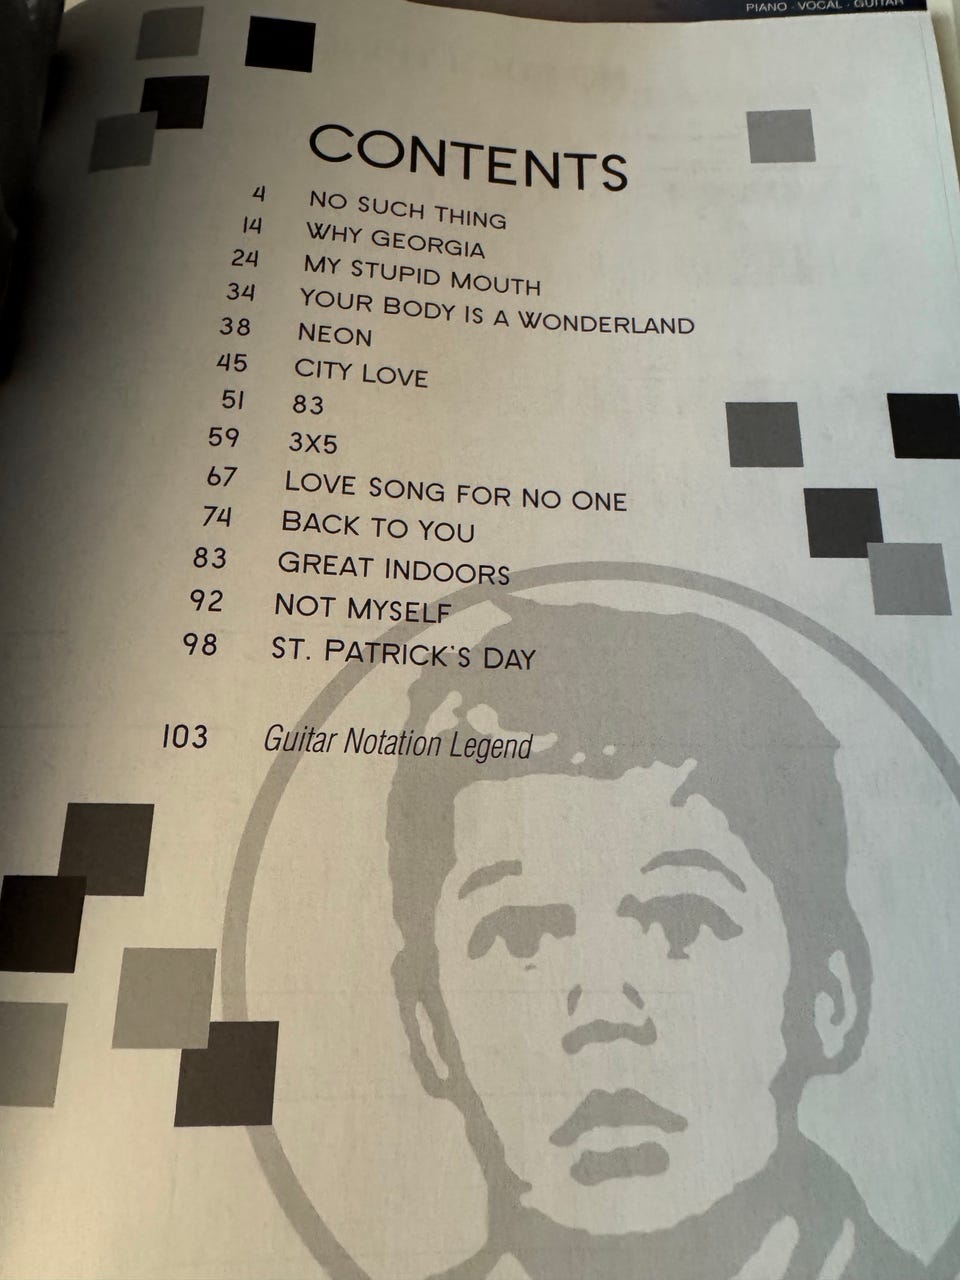 PIANO · VOCAL · GUITAR
CONTENTS
4 NO SUCH THING
14 WHY GEORGIA
24 MY STUPID MOUTH
34 YOUR BODY IS A WONDERLAND
38 NEON
45 CITY LOVE
51 83
59 3X5
67 LOVE SONG FOR NO ONE
74 BACK TO YOU
83 GREAT INDOORS
92 NOT MYSELF
98 ST. PATRICK'S DAY
103 Guitar Notation Legend